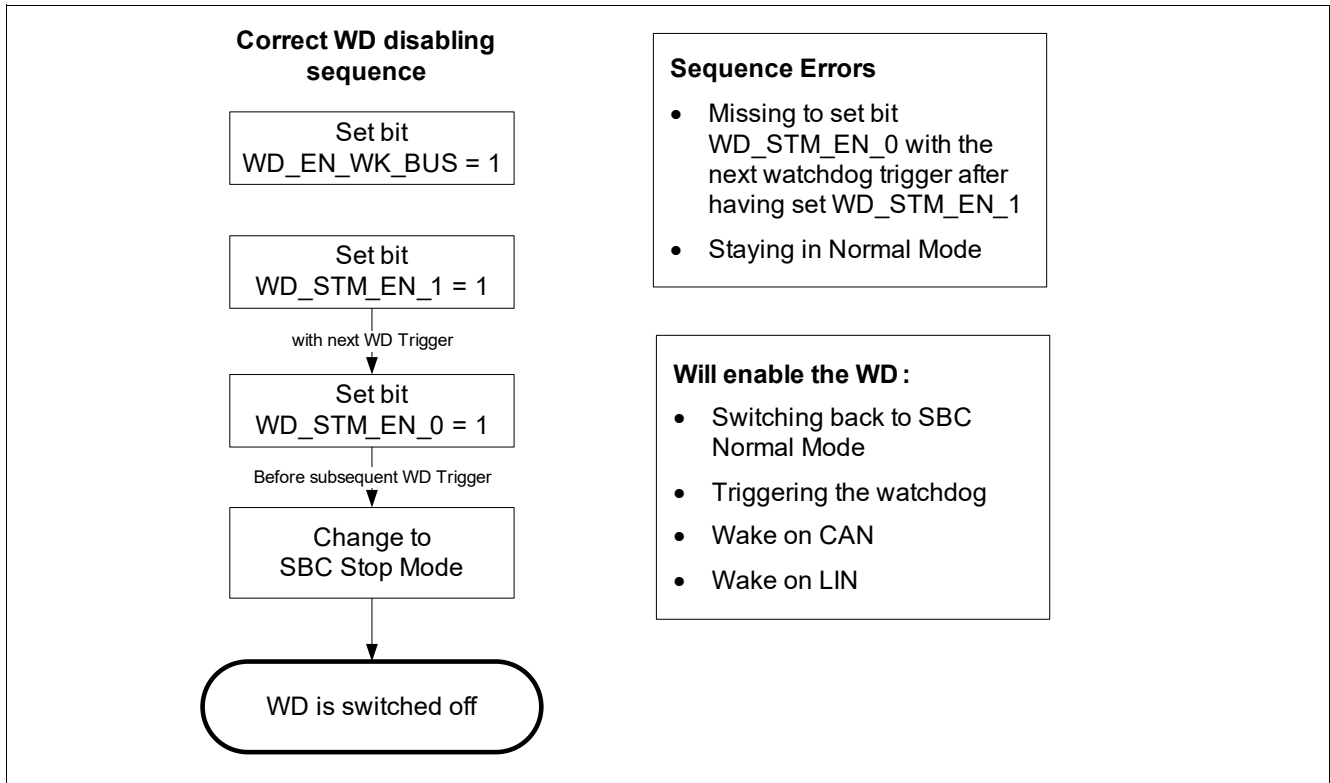 Correct WD disabling
sequence
Set bit
WD_EN_WK_BUS = 1
Set bit
WD_STM_EN_1 = 1
with next WD Trigger
Set bit
WD_STM_EN_0 = 1
Before subsequent WD Trigger
Change to
SBC Stop Mode
WD is switched off
Sequence Errors
• Missing to set bit
WD_STM_EN_0 with the
next watchdog trigger after
having set WD_STM_EN_1
• Staying in Normal Mode
Will enable the WD :
• Switching back to SBC
Normal Mode
• Triggering the watchdog
• Wake on CAN
• Wake on LIN